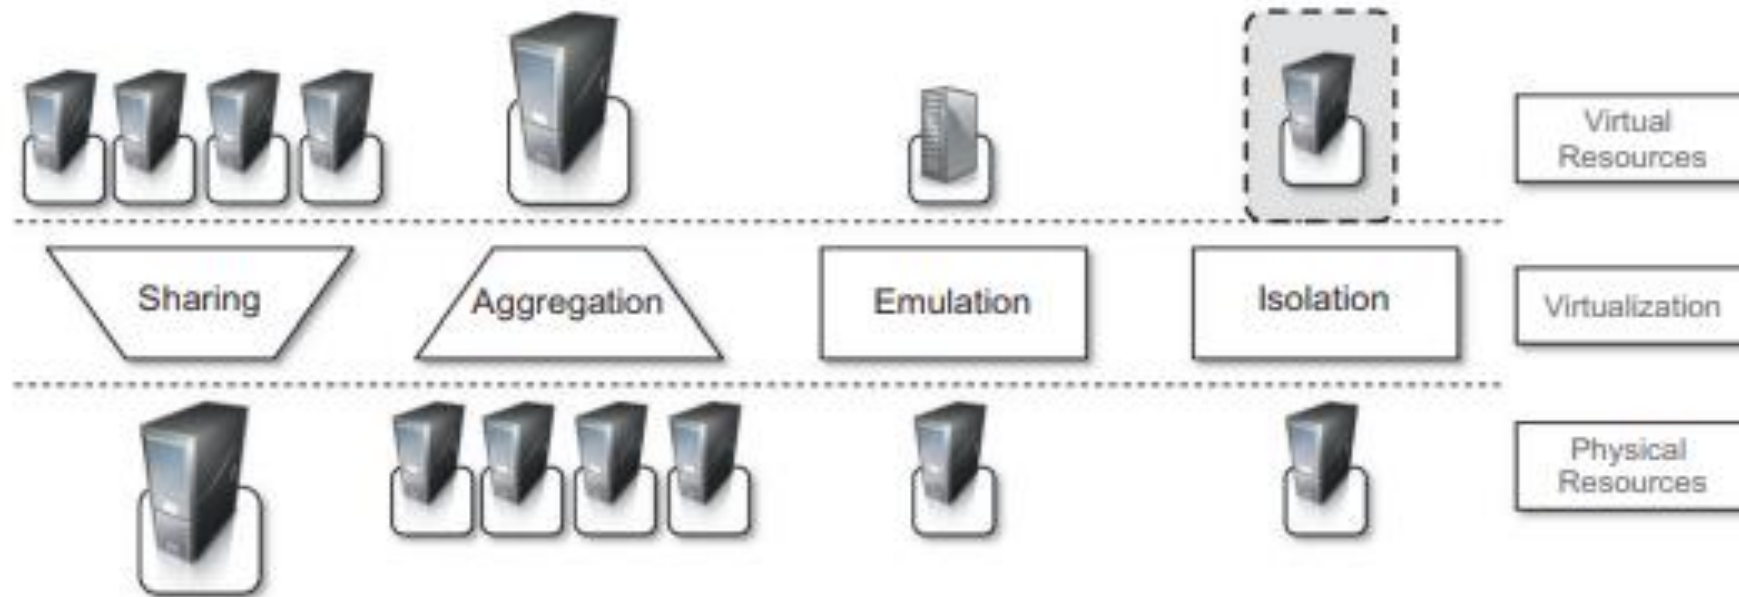 Virtual
Resources
Sharing
Aggregation
Emulation
Isolation
Virtualization
Physical
Resources